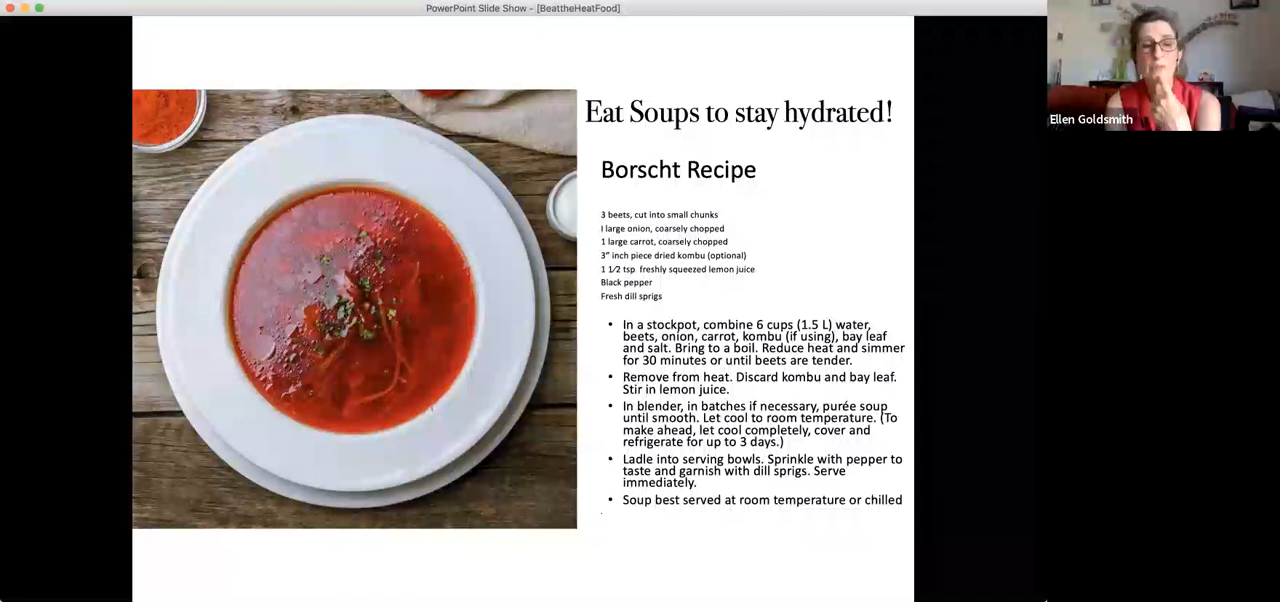 PowerPoint Slide Show - [BeattheHeatFood]
Ellen Goldsmith
Eat Soups to stay hydrated!
Borscht Recipe
3 beets, cut into small chunks
I large onion, coarsely chopped
1 large carrot, coarsely chopped
3” inch piece dried kombu (optional)
1 1⁄2 tsp  freshly squeezed lemon juice
Black pepper
Fresh dill sprigs
• In a stockpot, combine 6 cups (1.5 L) water,
beets, onion, carrot, kombu (if using), bay leaf
and salt. Bring to a boil. Reduce heat and simmer
for 30 minutes or until beets are tender.
• Remove from heat. Discard kombu and bay leaf.
Stir in lemon juice.
• In blender, in batches if necessary, purée soup
until smooth. Let cool to room temperature. (To
make ahead, let cool completely, cover and
refrigerate for up to 3 days.)
• Ladle into serving bowls. Sprinkle with pepper to
taste and garnish with dill sprigs. Serve
immediately.
• Soup best served at room temperature or chilled
.